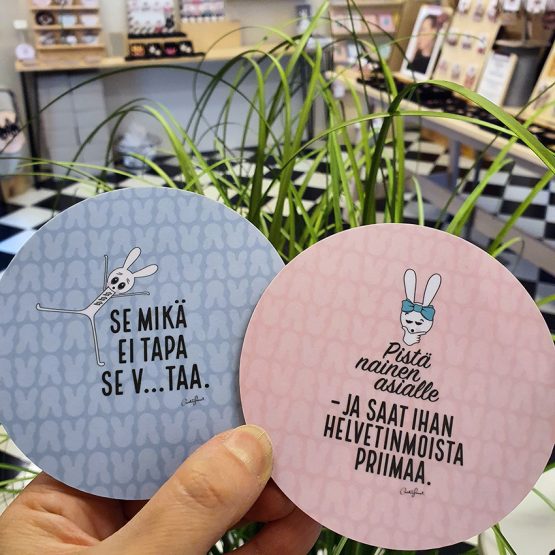 SE MIKÄ
EI TAPA
SE V...TAA.
Pistä
nainen
asialle
- JA SAAT IHAN
HELVETINMOISTA
PRIIMAA.